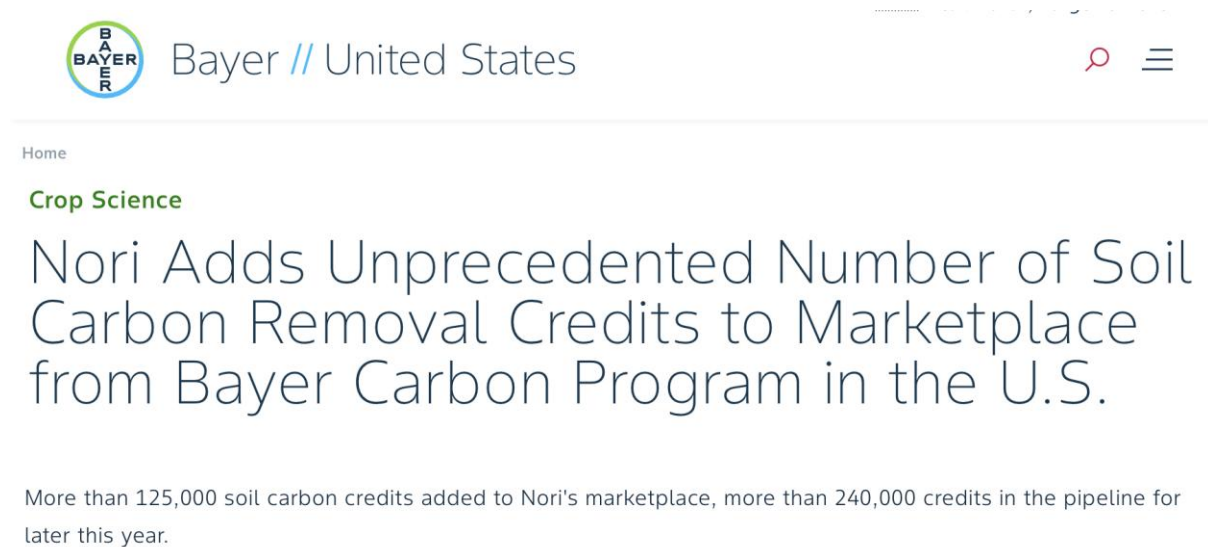 BAYER
BAYER
Bayer // United States
Home
Crop Science
Nori Adds Unprecedented Number of Soil
Carbon Removal Credits to Marketplace
from Bayer Carbon Program in the U.S.
More than 125,000 soil carbon credits added to Nori's marketplace, more than 240,000 credits in the pipeline for
later this year.